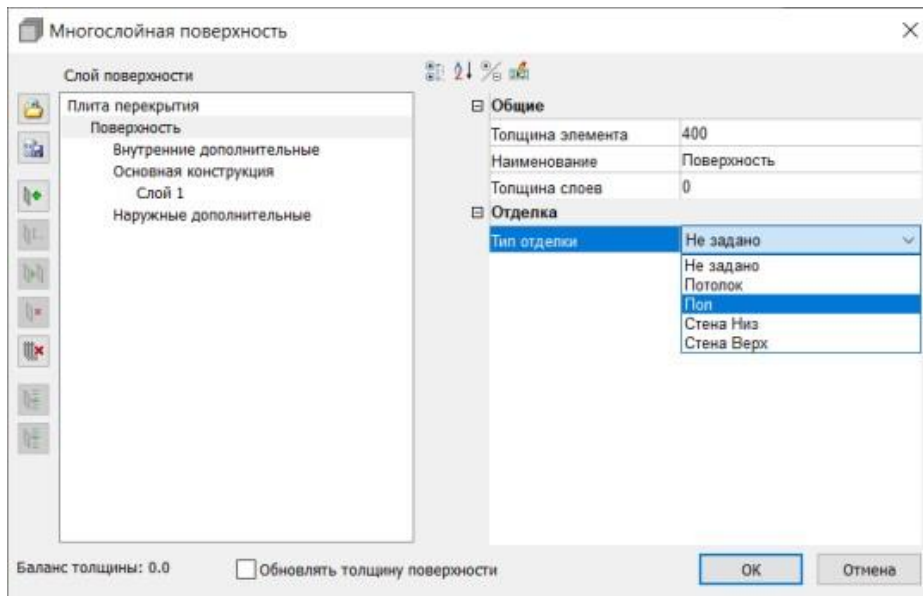 Многослойная поверхность
Слой поверхности
Плита перекрытия
Поверхность
Внутренние дополнительные
Основная конструкция
Слой 1
Наружные дополнительные
Общие
Толщина элемента 400
Наименование Поверхность
Толщина слоев 0
Отделка
Тип отделки Не задано
Не задано
Потолок
Пол
Стена Низ
Стена Верх
Баланс толщины: 0.0
Обновлять толщину поверхности
ОК
Отмена